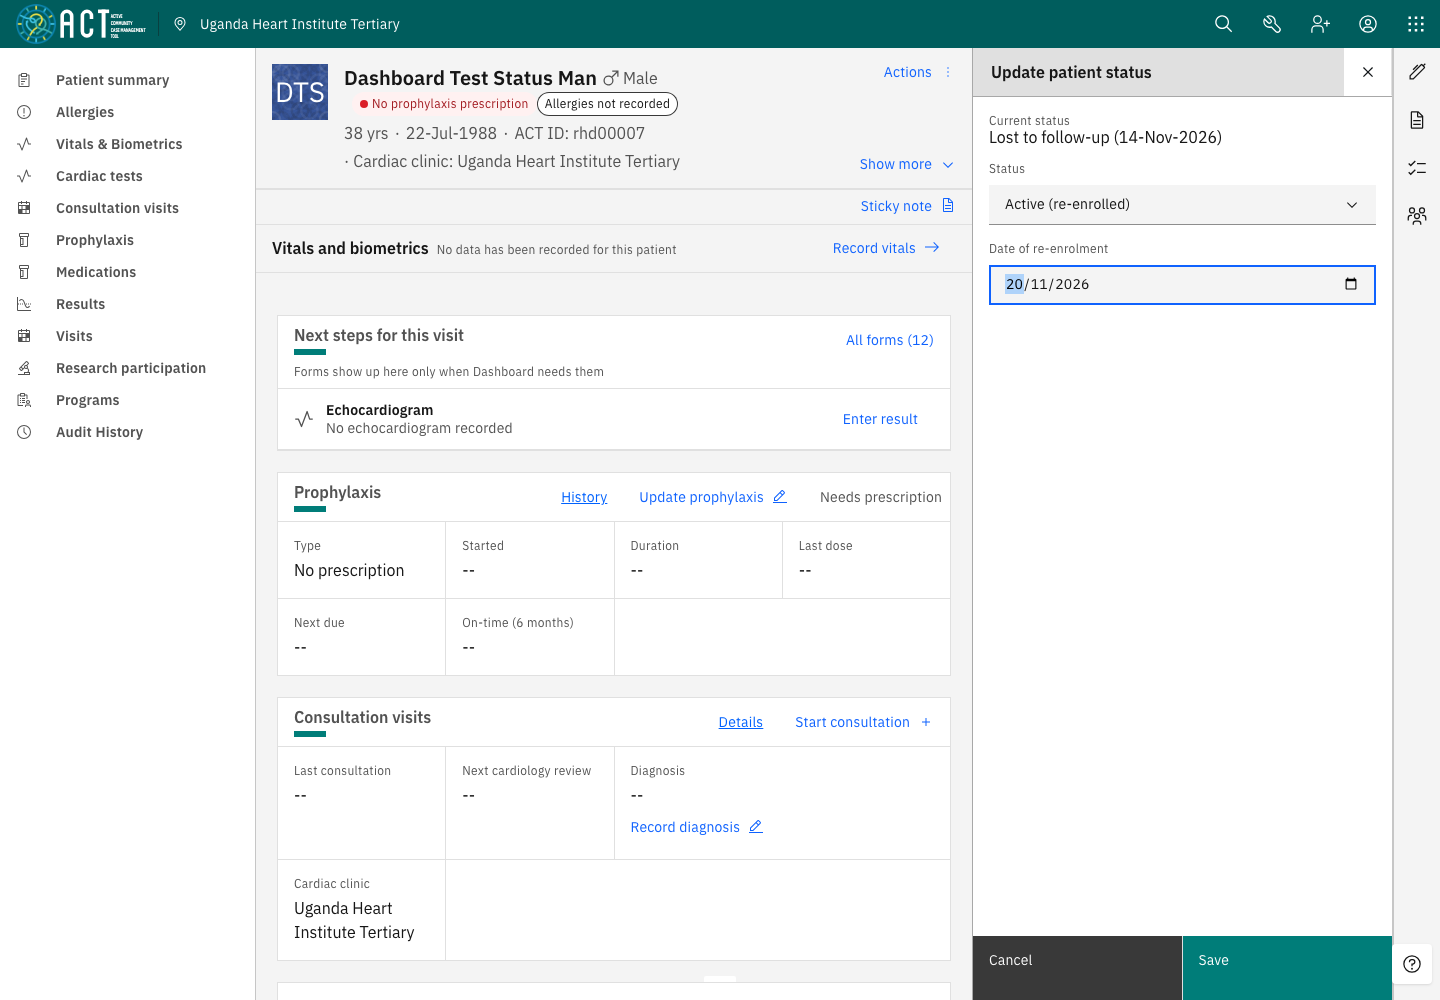 ACT ACTIVE COMMUNITY CASE MANAGEMENT TOOL
Uganda Heart Institute Tertiary
Patient summary
Allergies
Vitals & Biometrics
Cardiac tests
Consultation visits
Prophylaxis
Medications
Results
Visits
Research participation
Programs
Audit History
DTS
Dashboard Test Status Man Male
Actions
No prophylaxis prescription Allergies not recorded
38 yrs · 22-Jul-1988 · ACT ID: rhd00007
· Cardiac clinic: Uganda Heart Institute Tertiary
Show more
Sticky note
Vitals and biometrics No data has been recorded for this patient Record vitals
Next steps for this visit
All forms (12)
Forms show up here only when Dashboard needs them
Echocardiogram
No echocardiogram recorded
Enter result
Prophylaxis
History Update prophylaxis Needs prescription
Type Started Duration Last dose
No prescription -- -- --
Next due On-time (6 months)
-- --
Consultation visits
Details Start consultation +
Last consultation Next cardiology review Diagnosis
-- -- --
Record diagnosis
Cardiac clinic
Uganda Heart
Institute Tertiary
Update patient status
Current status
Lost to follow-up (14-Nov-2026)
Status
Active (re-enrolled)
Date of re-enrolment
20/11/2026
Cancel Save